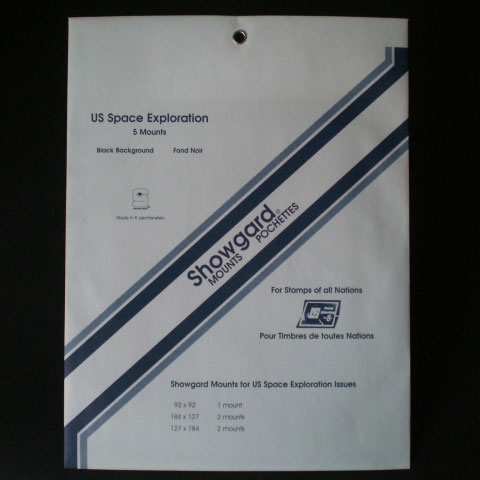 US Space Exploration
5 Mounts
Black Background Fond Noir
Made in F. Liechtenstein
Showgard®
MOUNTS POCHETTES
For Stamps of all Nations
US
Pour Timbres de toutes Nations
Showgard Mounts for US Space Exploration Issues
92 x 92 1 mount
184 x 127 2 mounts
127 x 184 2 mounts